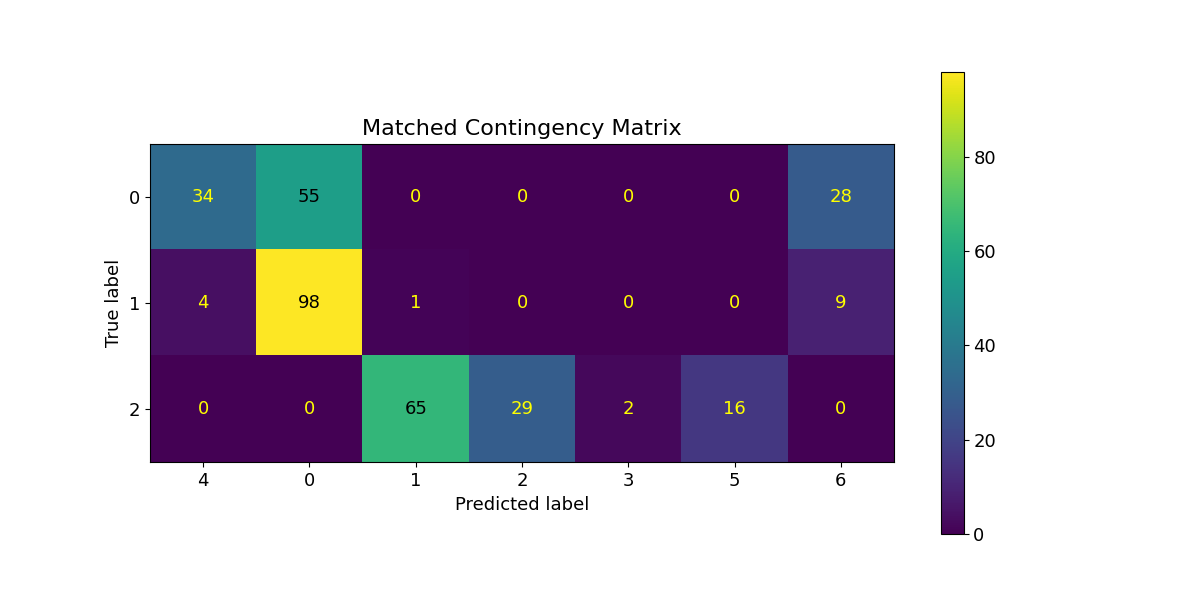 Matched Contingency Matrix
80
0 34 55 0 0 0 0 28
60
True label
1 4 98 1 0 0 0 9
40
2 0 0 65 29 2 16 0
20
4 0 1 2 3 5 6
Predicted label
0